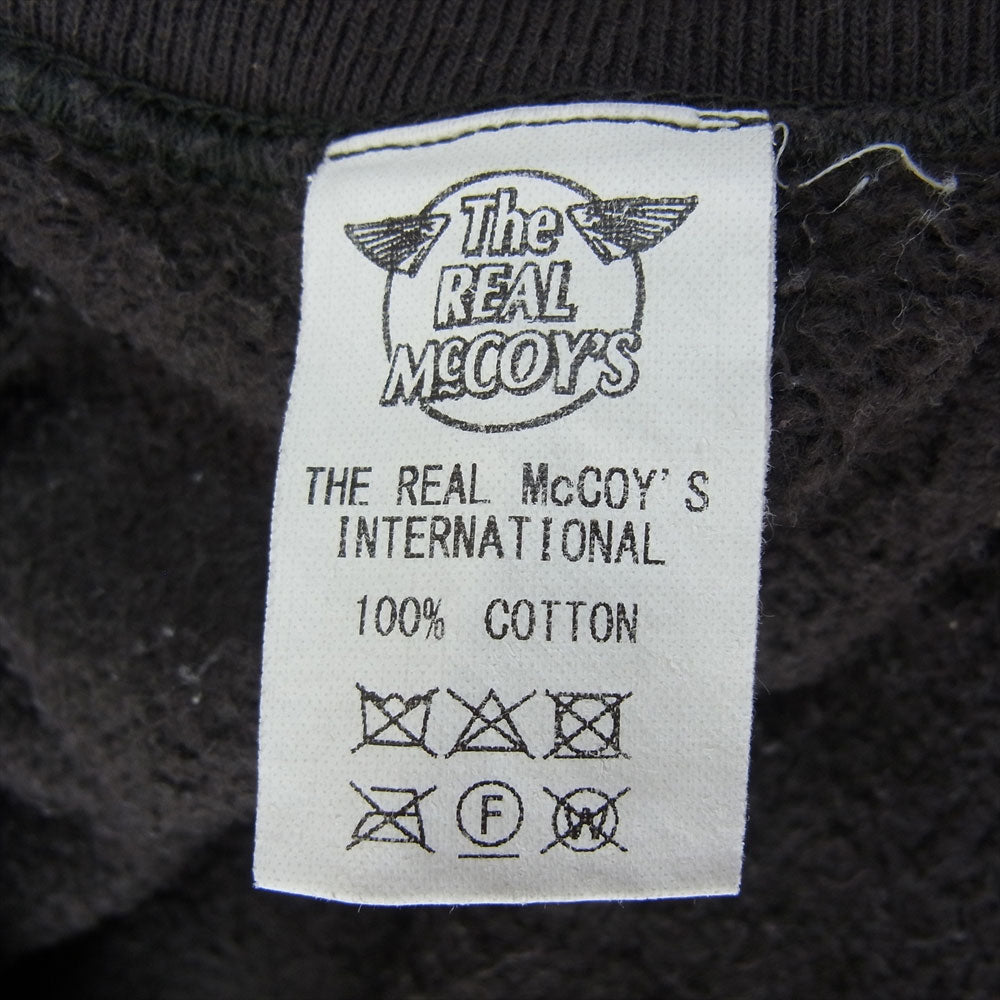 The
REAL
McCOY'S
THE REAL McCOY'S
INTERNATIONAL
100% COTTON
F
W